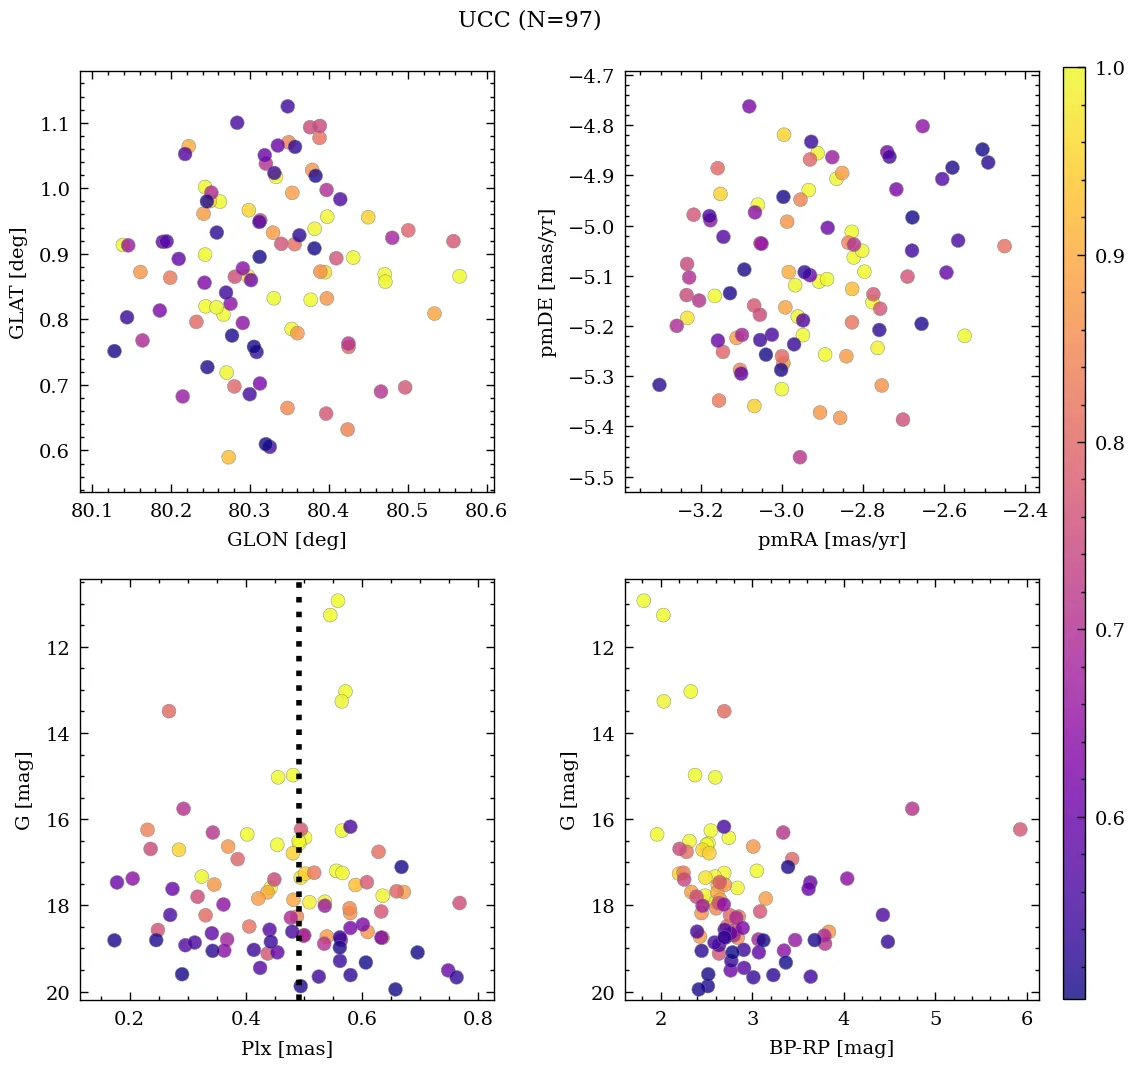 UCC (N=97)
1.1
1.0
0.9
0.8
0.7
0.6
GLAT [deg]
80.1 80.2 80.3 80.4 80.5 80.6
GLON [deg]
−4.7
−4.8
−4.9
−5.0
−5.1
−5.2
−5.3
−5.4
−5.5
pmDE [mas/yr]
−3.2 −3.0 −2.8 −2.6 −2.4
pmRA [mas/yr]
12
14
16
18
20
G [mag]
0.2 0.4 0.6 0.8
Plx [mas]
12
14
16
18
20
G [mag]
2 3 4 5 6
BP-RP [mag]
1.0
0.9
0.8
0.7
0.6